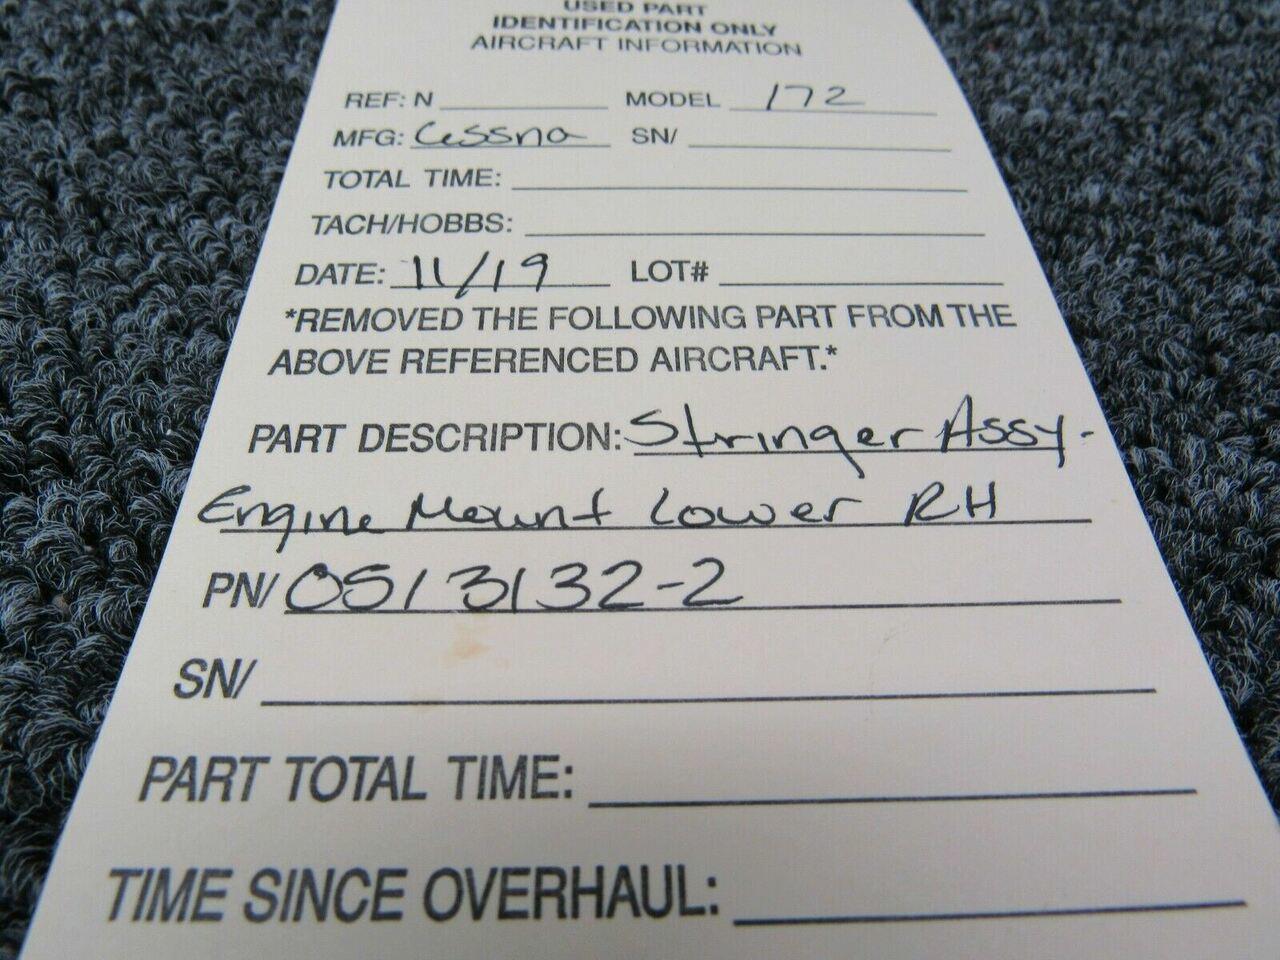 USED PART
IDENTIFICATION ONLY
AIRCRAFT INFORMATION
REF: N MODEL 172
MFG: Cessna SN/
TOTAL TIME:
TACH/HOBBS:
DATE: 11/19 LOT#
*REMOVED THE FOLLOWING PART FROM THE
ABOVE REFERENCED AIRCRAFT.*
PART DESCRIPTION: Stringer Assy-
Engine Mount Lower RH
PN/ 0513132-2
SN/
PART TOTAL TIME:
TIME SINCE OVERHAUL: